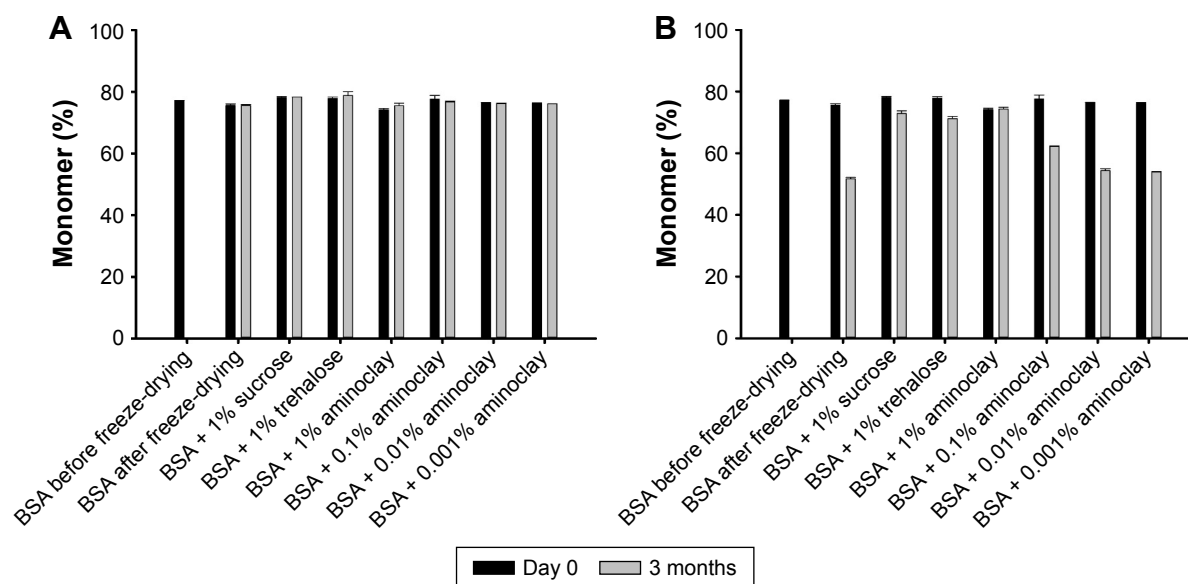 A
Monomer (%)
100
80
60
40
20
0
BSA before freeze-drying
BSA after freeze-drying
BSA + 1% sucrose
BSA + 1% trehalose
BSA + 1% aminoclay
BSA + 0.1% aminoclay
BSA + 0.01% aminoclay
BSA + 0.001% aminoclay
B
Monomer (%)
100
80
60
40
20
0
BSA before freeze-drying
BSA after freeze-drying
BSA + 1% sucrose
BSA + 1% trehalose
BSA + 1% aminoclay
BSA + 0.1% aminoclay
BSA + 0.01% aminoclay
BSA + 0.001% aminoclay
Day 0 3 months